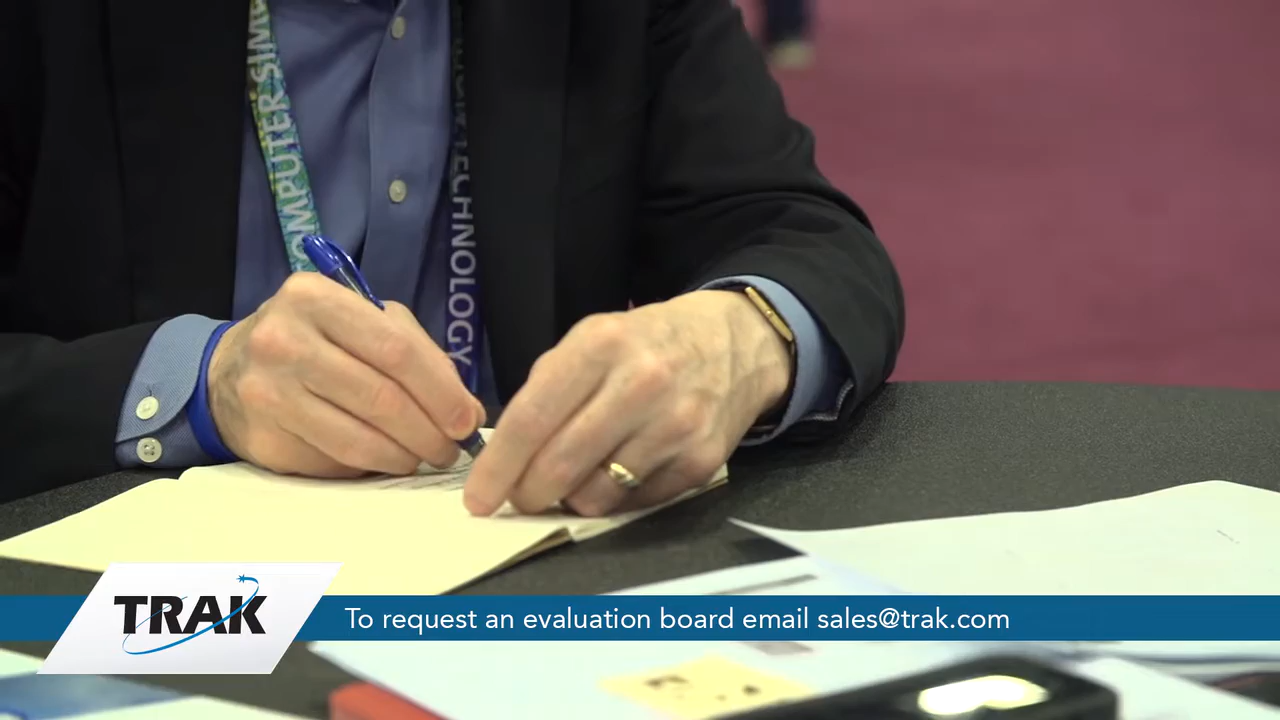 COMPUTER SIM
TECHNOLOGY
TRAK
To request an evaluation board email sales@trak.com